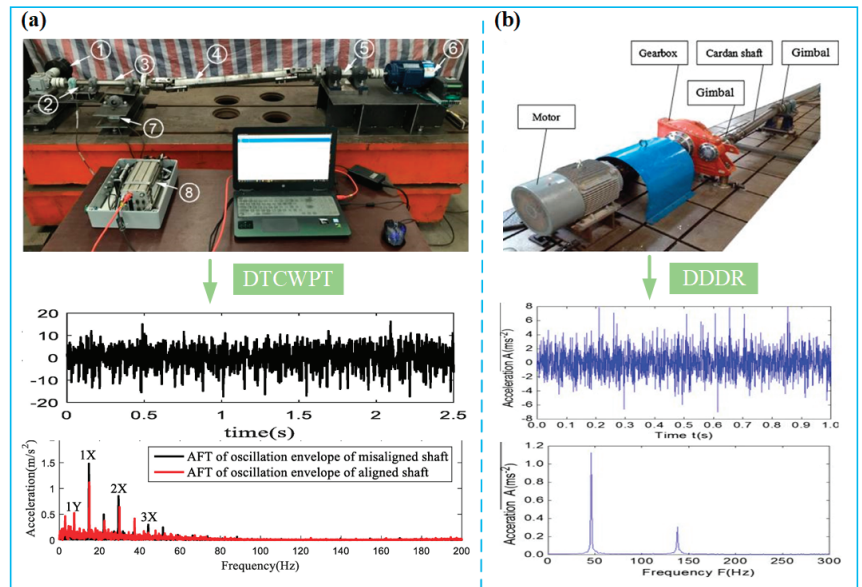 (a)
①
②
③
④
⑤
⑥
⑦
⑧
DTCWPT
20
10
0
-10
-20
0
0.5
1
1.5
2
2.5
time(s)
Acceleration(m/s²)
1.5
1
0.5
0
AFT of oscillation envelope of misaligned shaft
AFT of oscillation envelope of aligned shaft
1X
1Y
2X
3X
0 20 40 60 80 100 120 140 160 180 200
Frequency(Hz)
(b)
Gearbox
Cardan shaft
Gimbal
Gimbal
Motor
DDDR
Acceleration A(ms⁻²)
8
6
4
2
0
-2
-4
-6
-8
0.0 0.1 0.2 0.3 0.4 0.5 0.6 0.7 0.8 0.9 1.0
Time t(s)
Acceration A(ms⁻²)
1.2
1.0
0.8
0.6
0.4
0.2
0.0
0 50 100 150 200 250 300
Frequency F(Hz)